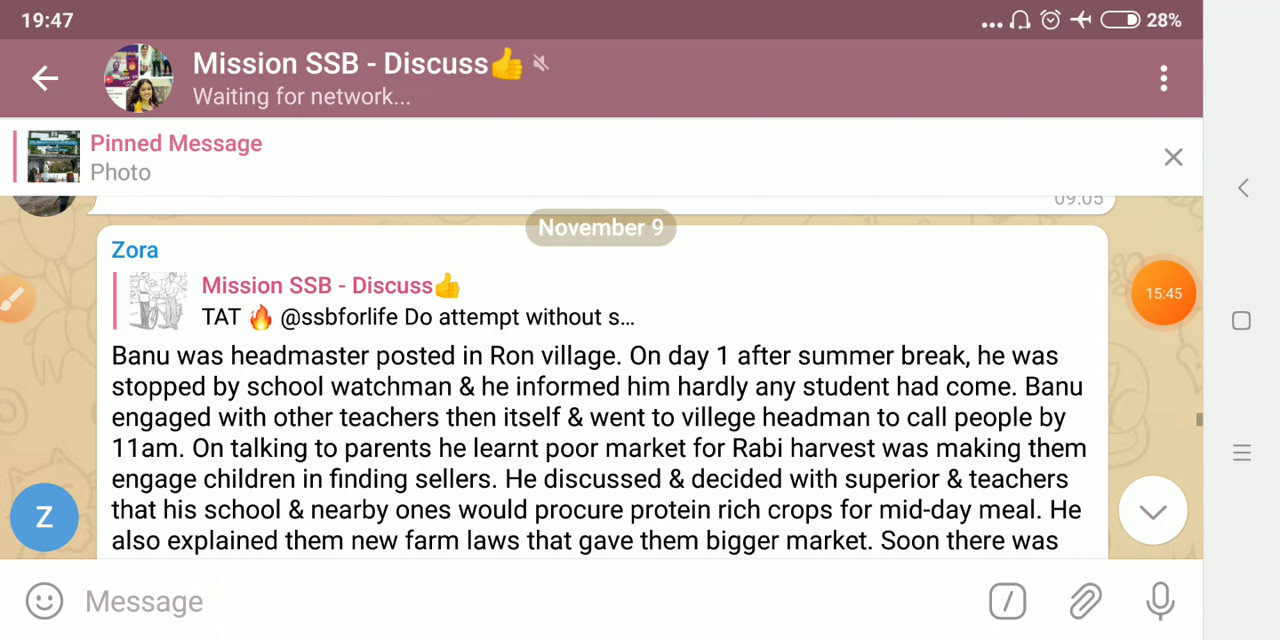 19:47
28%
Mission SSB - Discuss👍
Waiting for network...
Pinned Message
Photo
09:05
November 9
Zora
Mission SSB - Discuss👍
TAT 🔥 @ssbforlife Do attempt without s...
15:45
Banu was headmaster posted in Ron village. On day 1 after summer break, he was
stopped by school watchman & he informed him hardly any student had come. Banu
engaged with other teachers then itself & went to villege headman to call people by
11am. On talking to parents he learnt poor market for Rabi harvest was making them
engage children in finding sellers. He discussed & decided with superior & teachers
that his school & nearby ones would procure protein rich crops for mid-day meal. He
also explained them new farm laws that gave them bigger market. Soon there was
Z
Message